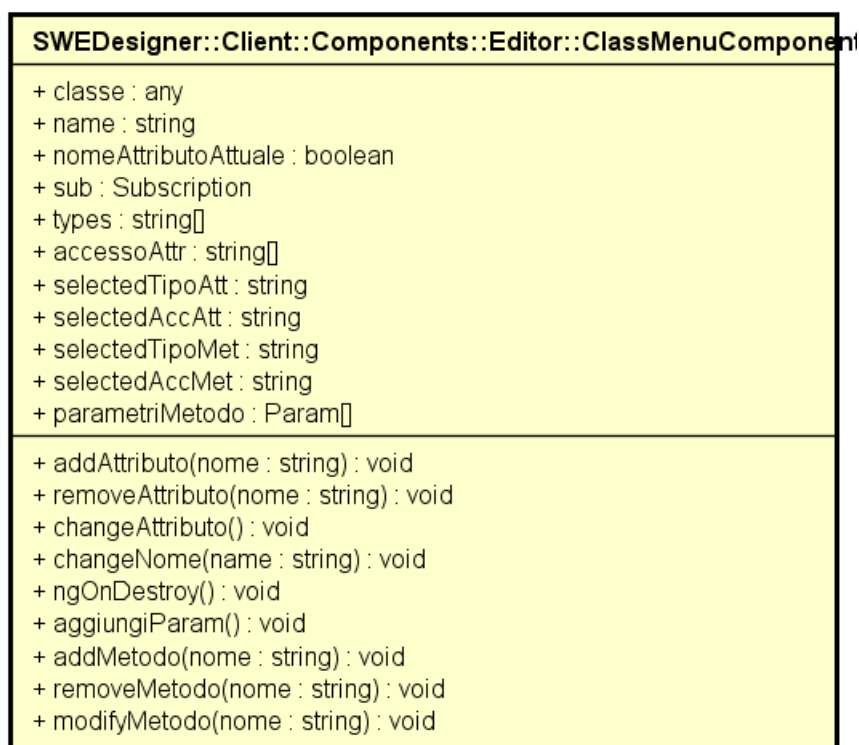 SWEDesigner::Client::Components::Editor::ClassMenuComponent
+ classe : any
+ name : string
+ nomeAttributoAttuale : boolean
+ sub : Subscription
+ types : string[]
+ accessoAttr : string[]
+ selectedTipoAtt : string
+ selectedAccAtt : string
+ selectedTipoMet : string
+ selectedAccMet : string
+ parametriMetodo : Param[]
+ addAttributo(nome : string) : void
+ removeAttributo(nome : string) : void
+ changeAttributo() : void
+ changeNome(name : string) : void
+ ngOnDestroy() : void
+ aggiungiParam() : void
+ addMetodo(nome : string) : void
+ removeMetodo(nome : string) : void
+ modifyMetodo(nome : string) : void